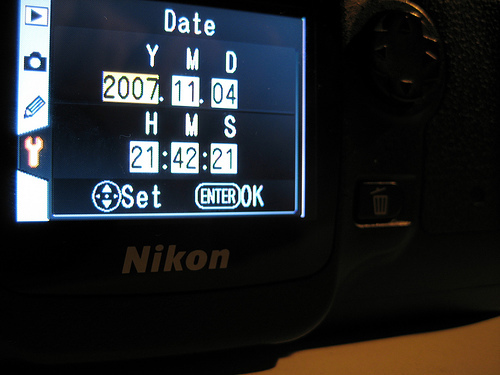 Date
Y M D
2007. 11. 04
H M S
21:42:21
Set ENTER OK
Nikon